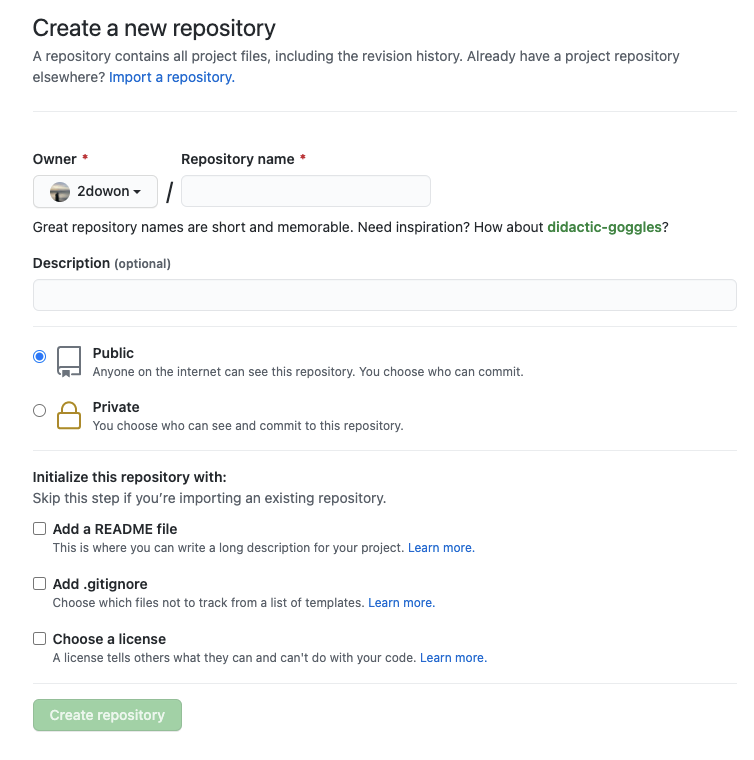 Create a new repository
A repository contains all project files, including the revision history. Already have a project repository
elsewhere? Import a repository.
Owner *
Repository name *
2dowon
/
Great repository names are short and memorable. Need inspiration? How about didactic-goggles?
Description (optional)
Public
Anyone on the internet can see this repository. You choose who can commit.
Private
You choose who can see and commit to this repository.
Initialize this repository with:
Skip this step if you’re importing an existing repository.
Add a README file
This is where you can write a long description for your project. Learn more.
Add .gitignore
Choose which files not to track from a list of templates. Learn more.
Choose a license
A license tells others what they can and can't do with your code. Learn more.
Create repository